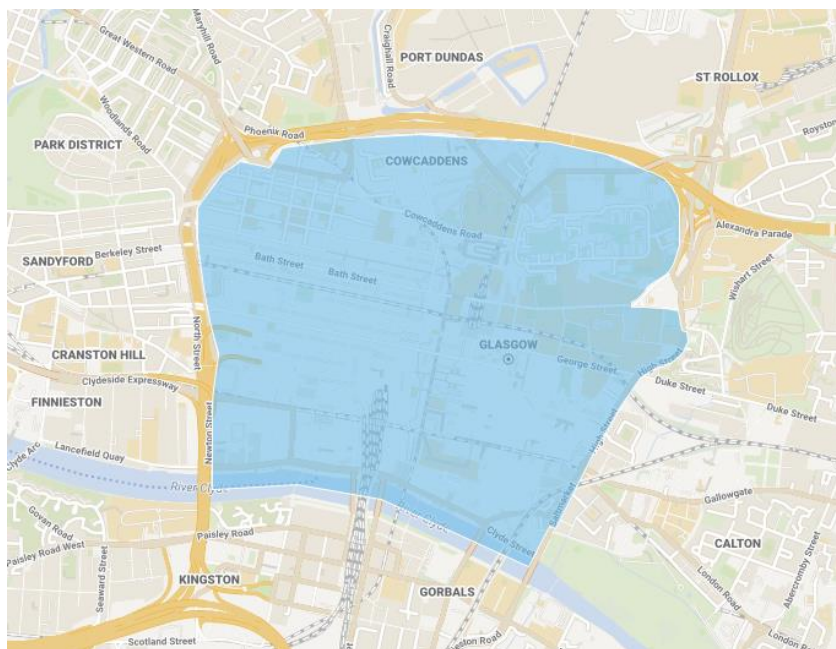 Great Western Road
Maryhill Road
Craighall Road
PORT DUNDAS
ST ROLLOX
Woodlands Road
Phoenix Road
Royston
PARK DISTRICT
COWCADDENS
Cowcaddens Road
Alexandra Parade
Berkeley Street
SANDYFORD
Bath Street
Bath Street
Wishart Street
North Street
GLASGOW
George Street
High Street
CRANSTON HILL
Clydeside Expressway
Duke Street
Duke Street
FINNIESTON
Newton Street
High Street
Lancefield Quay
Clyde Arc
River Clyde
Saltmarket
Gallowgate
Govan Road
Clyde Street
Paisley Road
Paisley Road West
CALTON
Seaward Street
KINGSTON
GORBALS
London Road
London Road
Abercromby Street
Scotland Street
eston Road